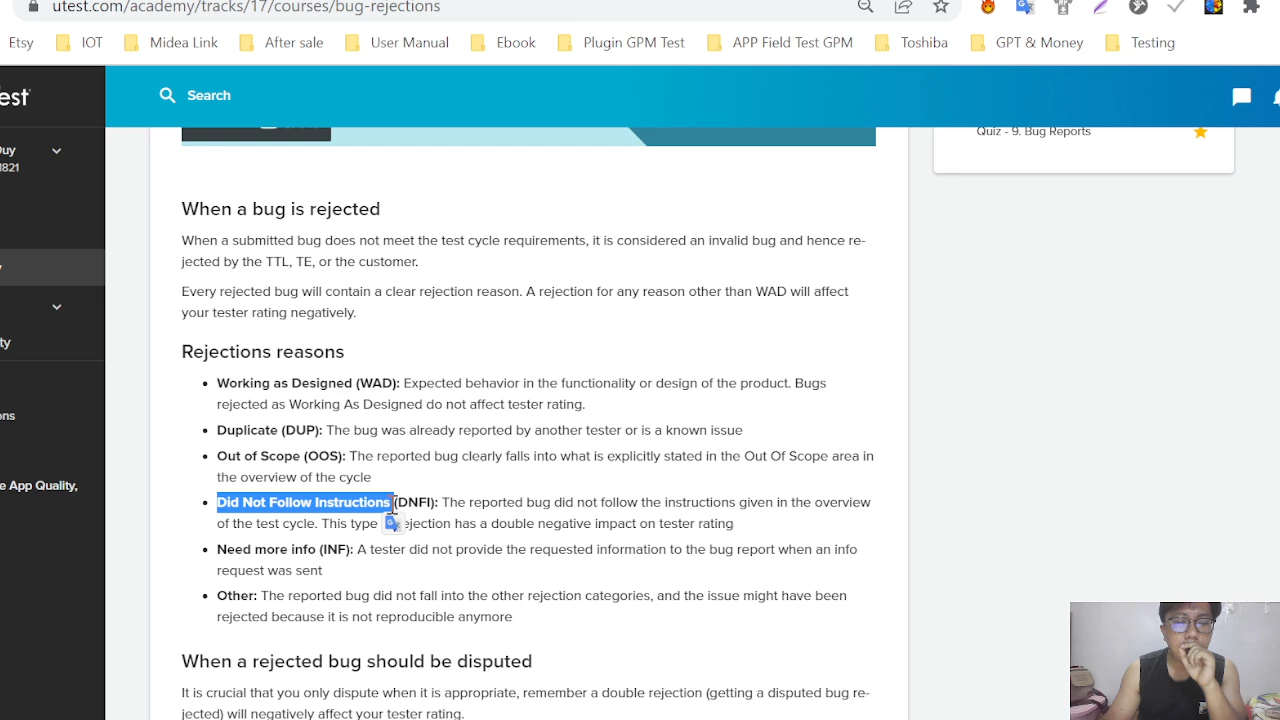 utest.com/academy/tracks/17/courses/bug-rejections
Etsy
IOT
Midea Link
After sale
User Manual
Ebook
Plugin GPM Test
APP Field Test GPM
Toshiba
GPT & Money
Testing
Search
Quiz - 9. Bug Reports
When a bug is rejected
When a submitted bug does not meet the test cycle requirements, it is considered an invalid bug and hence re-
jected by the TTL, TE, or the customer.
Every rejected bug will contain a clear rejection reason. A rejection for any reason other than WAD will affect
your tester rating negatively.
Rejections reasons
• Working as Designed (WAD): Expected behavior in the functionality or design of the product. Bugs
rejected as Working As Designed do not affect tester rating.
• Duplicate (DUP): The bug was already reported by another tester or is a known issue
• Out of Scope (OOS): The reported bug clearly falls into what is explicitly stated in the Out Of Scope area in
the overview of the cycle
• Did Not Follow Instructions (DNFI): The reported bug did not follow the instructions given in the overview
of the test cycle. This type ejection has a double negative impact on tester rating
• Need more info (INF): A tester did not provide the requested information to the bug report when an info
request was sent
• Other: The reported bug did not fall into the other rejection categories, and the issue might have been
rejected because it is not reproducible anymore
When a rejected bug should be disputed
It is crucial that you only dispute when it is appropriate, remember a double rejection (getting a disputed bug re-
jected) will negatively affect your tester rating.
est
Duy
1821
y
ty
ons
e App Quality,